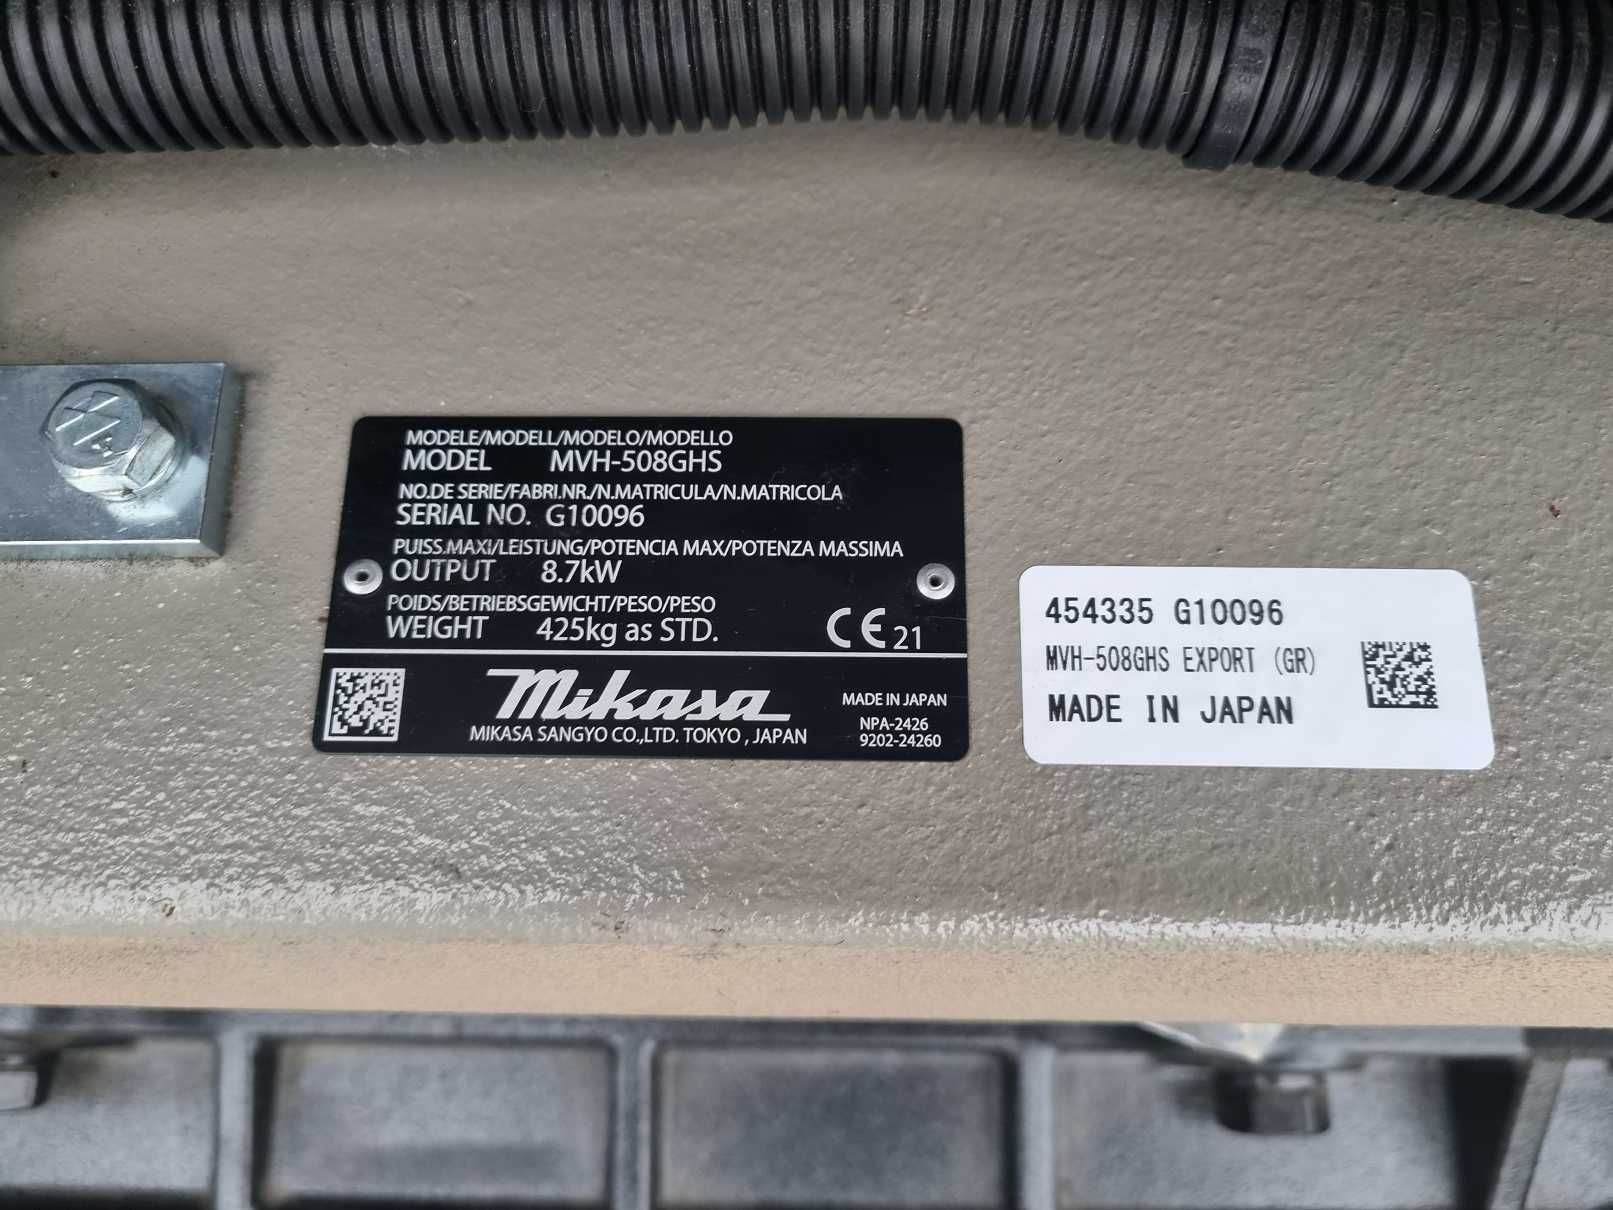 MODELE/MODELL/MODELO/MODELLO
MODEL MVH-508GHS
NO.DE SERIE/FABRI.NR./N.MATRICULA/N.MATRICOLA
SERIAL NO. G10096
PUISS.MAXI/LEISTUNG/POTENCIA MAX/POTENZA MASSIMA
OUTPUT 8.7kW
POIDS/BETRIEBSGEWICHT/PESO/PESO
WEIGHT 425kg as STD.
CE 21
Mikasa
MIKASA SANGYO CO.,LTD. TOKYO , JAPAN
MADE IN JAPAN
NPA-2426
9202-24260
454335 G10096
MVH-508GHS EXPORT (GR)
MADE IN JAPAN